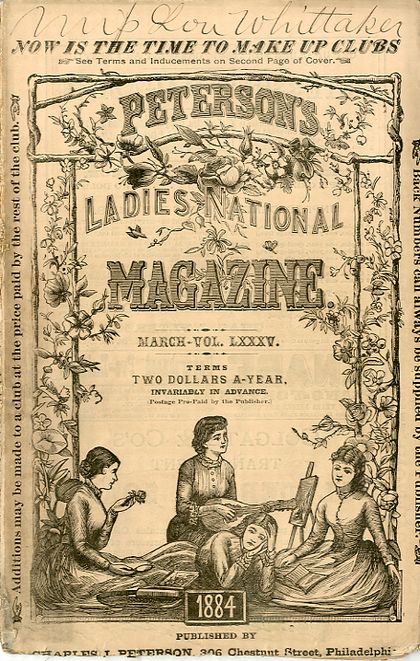 Miss Lou Whittaker
NOW IS THE TIME TO MAKE UP CLUBS
See Terms and Inducements on Second Page of Cover.
PETERSON'S
LADIES NATIONAL
MAGAZINE.
MARCH-VOL. LXXXV.
TERMS
TWO DOLLARS A-YEAR,
INVARIABLY IN ADVANCE.
(Postage Pre-Paid by the Publisher.)
1884
PUBLISHED BY
CHARLES J. PETERSON, 306 Chestnut Street, Philadelphi-
Additions may be made to a club at the price paid by the rest of the club.
Back Numbers can always be supplied by each